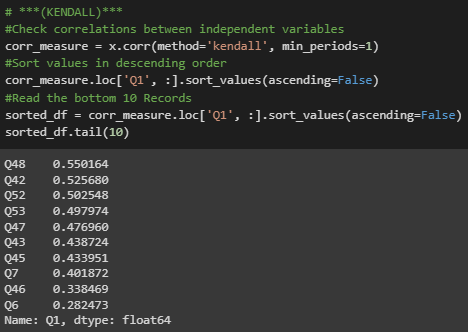 # ***(KENDALL)***
#Check correlations between independent variables
corr_measure = x.corr(method='kendall', min_periods=1)
#Sort values in descending order
corr_measure.loc['Q1', :].sort_values(ascending=False)
#Read the bottom 10 Records
sorted_df = corr_measure.loc['Q1', :].sort_values(ascending=False)
sorted_df.tail(10)
Q48    0.550164
Q42    0.525680
Q52    0.502548
Q53    0.497974
Q47    0.476960
Q43    0.438724
Q45    0.433951
Q7     0.401872
Q46    0.338469
Q6     0.282473
Name: Q1, dtype: float64